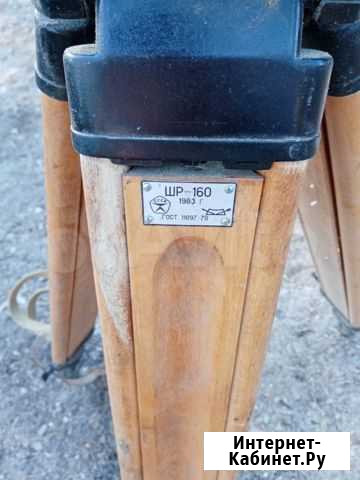 ШР-160
1983 г
ГОСТ 11897-78
Интернет-
Кабинет.Ру